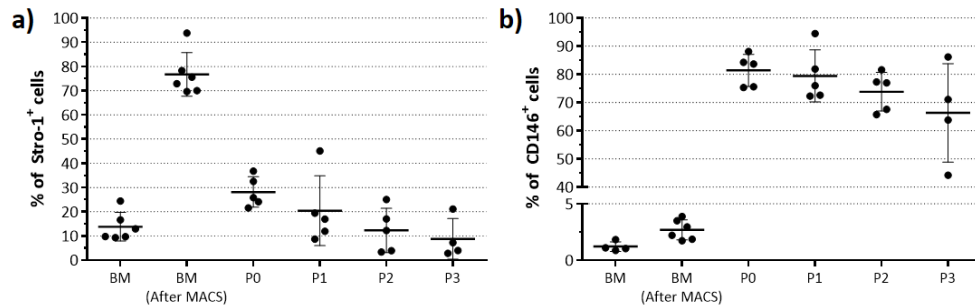 a)
% of Stro-1+ cells
100
90
80
70
60
50
40
30
20
10
0
BM
BM
(After MACS)
P0
P1
P2
P3
b)
% of CD146+ cells
100
90
80
70
60
50
40
5
0
BM
BM
(After MACS)
P0
P1
P2
P3